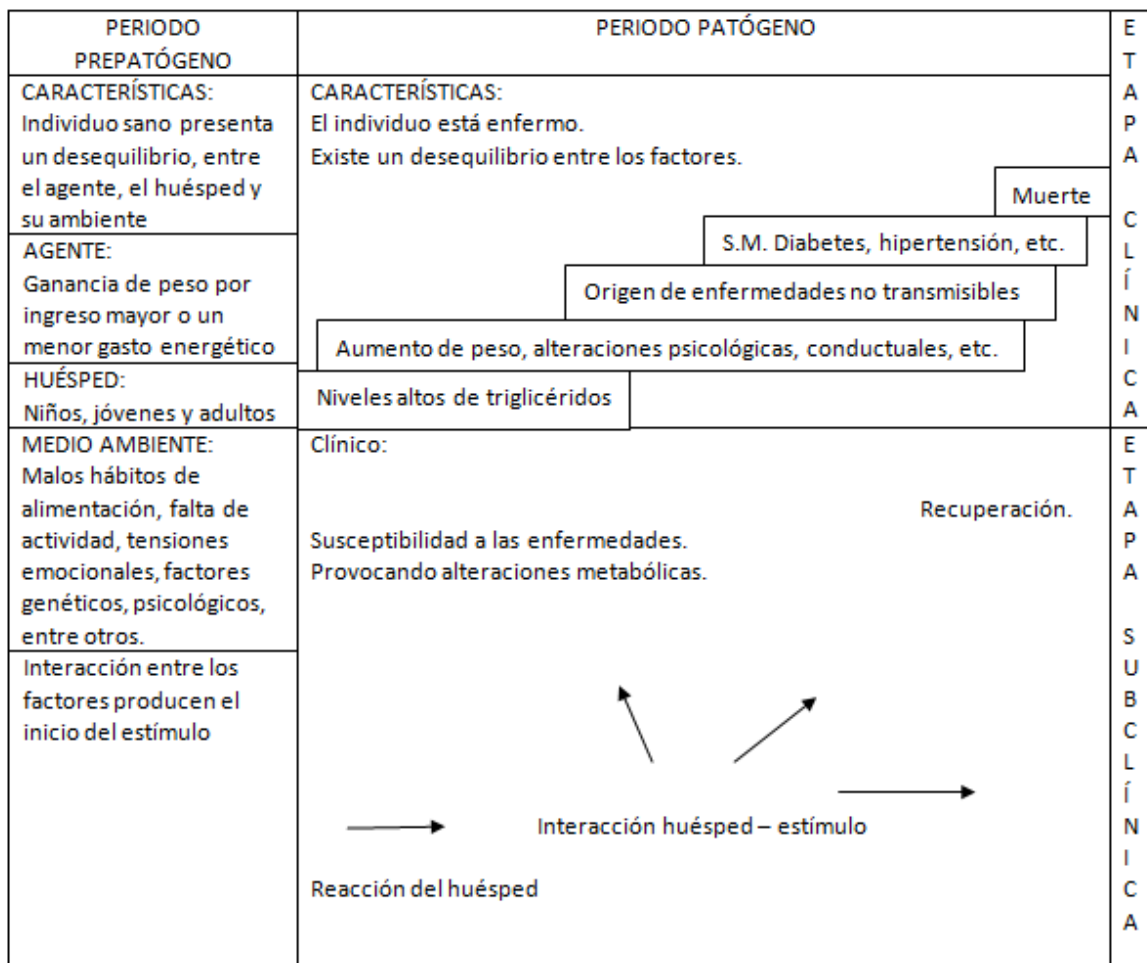 PERIODO
PREPATÓGENO
CARACTERÍSTICAS:
Individuo sano presenta
un desequilibrio, entre
el agente, el huésped y
su ambiente
AGENTE:
Ganancia de peso por
ingreso mayor o un
menor gasto energético
HUÉSPED:
Niños, jóvenes y adultos
MEDIO AMBIENTE:
Malos hábitos de
alimentación, falta de
actividad, tensiones
emocionales, factores
genéticos, psicológicos,
entre otros.
Interacción entre los
factores producen el
inicio del estímulo
PERIODO PATÓGENO
CARACTERÍSTICAS:
El individuo está enfermo.
Existe un desequilibrio entre los factores.
Muerte
S.M. Diabetes, hipertensión, etc.
Origen de enfermedades no transmisibles
Aumento de peso, alteraciones psicológicas, conductuales, etc.
Niveles altos de triglicéridos
Clínico:
Recuperación.
Susceptibilidad a las enfermedades.
Provocando alteraciones metabólicas.
Interacción huésped – estímulo
Reacción del huésped
ETAPA CLÍNICA
ETAPA SUBCLÍNICA